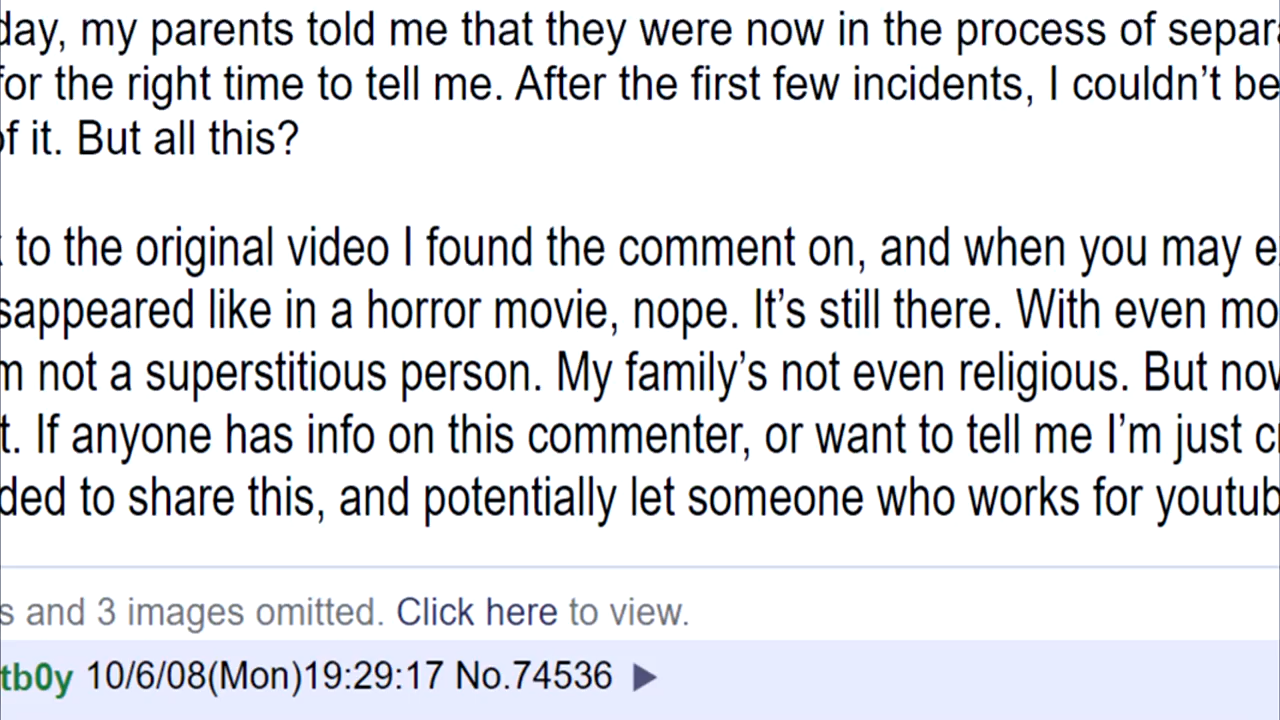 day, my parents told me that they were now in the process of
for the right time to tell me. After the first few incidents, I couldn’t
of it. But all this?
to the original video I found the comment on, and when you may
sappeared like in a horror movie, nope. It’s still there. With even
not a superstitious person. My family’s not even religious. But
If anyone has info on this commenter, or want to tell me I’m just
ded to share this, and potentially let someone who works for youtub
s and 3 images omitted. Click here to view.
tb0y 10/6/08(Mon)19:29:17 No.74536 ▶